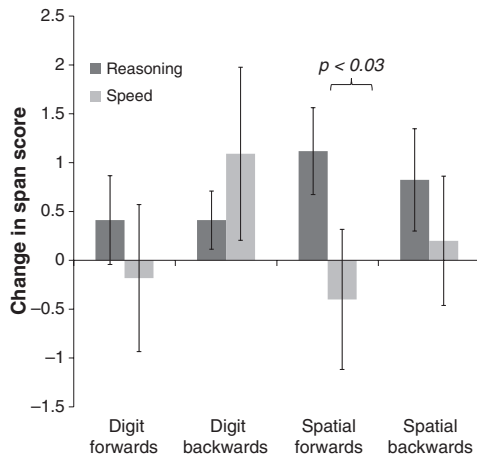 2.5
2
1.5
1
0.5
0
–0.5
–1
–1.5
Change in span score
Reasoning
Speed
p < 0.03
Digit
forwards
Digit
backwards
Spatial
forwards
Spatial
backwards